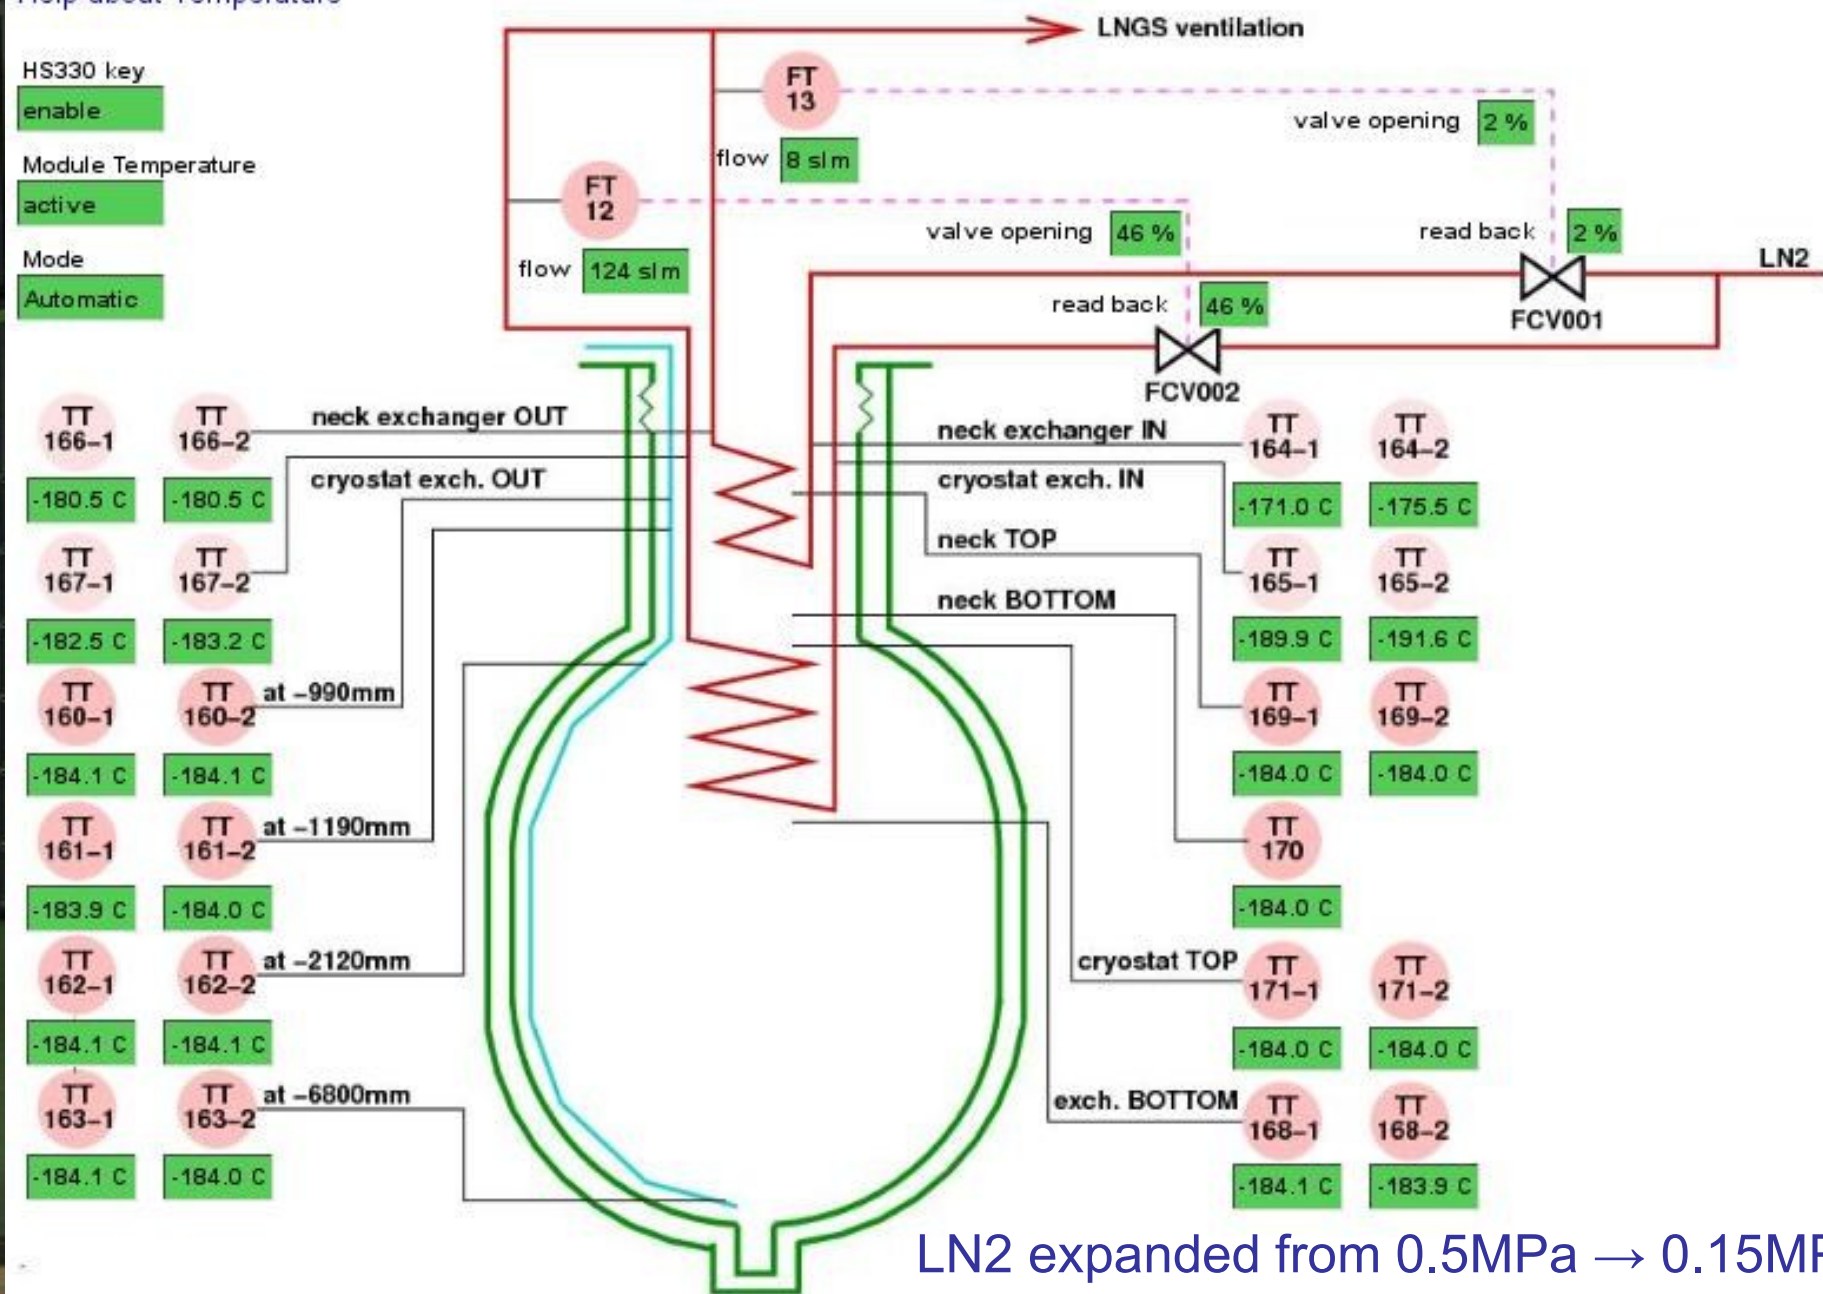 Help about Temperature
LNGS ventilation
HS330 key
enable
FT
13
valve opening 2 %
Module Temperature
active
flow 8 slm
FT
12
valve opening 46 %
read back 2 %
Mode
Automatic
flow 124 slm
LN2
read back 46 %
FCV001
FCV002
TT
166–1
TT
166–2
neck exchanger OUT
-180.5 C
-180.5 C
cryostat exch. OUT
TT
167–1
TT
167–2
-182.5 C
-183.2 C
TT
160–1
TT
160–2
at –990mm
-184.1 C
-184.1 C
TT
161–1
TT
161–2
at –1190mm
-183.9 C
-184.0 C
TT
162–1
TT
162–2
at –2120mm
-184.1 C
-184.1 C
TT
163–1
TT
163–2
at –6800mm
-184.1 C
-184.0 C
neck exchanger IN
TT
164–1
TT
164–2
-171.0 C
-175.5 C
cryostat exch. IN
TT
165–1
TT
165–2
-189.9 C
-191.6 C
neck TOP
TT
169–1
TT
169–2
-184.0 C
-184.0 C
neck BOTTOM
TT
170
-184.0 C
cryostat TOP
TT
171–1
TT
171–2
-184.0 C
-184.0 C
exch. BOTTOM
TT
168–1
TT
168–2
-184.1 C
-183.9 C
LN2 expanded from 0.5MPa → 0.15MP